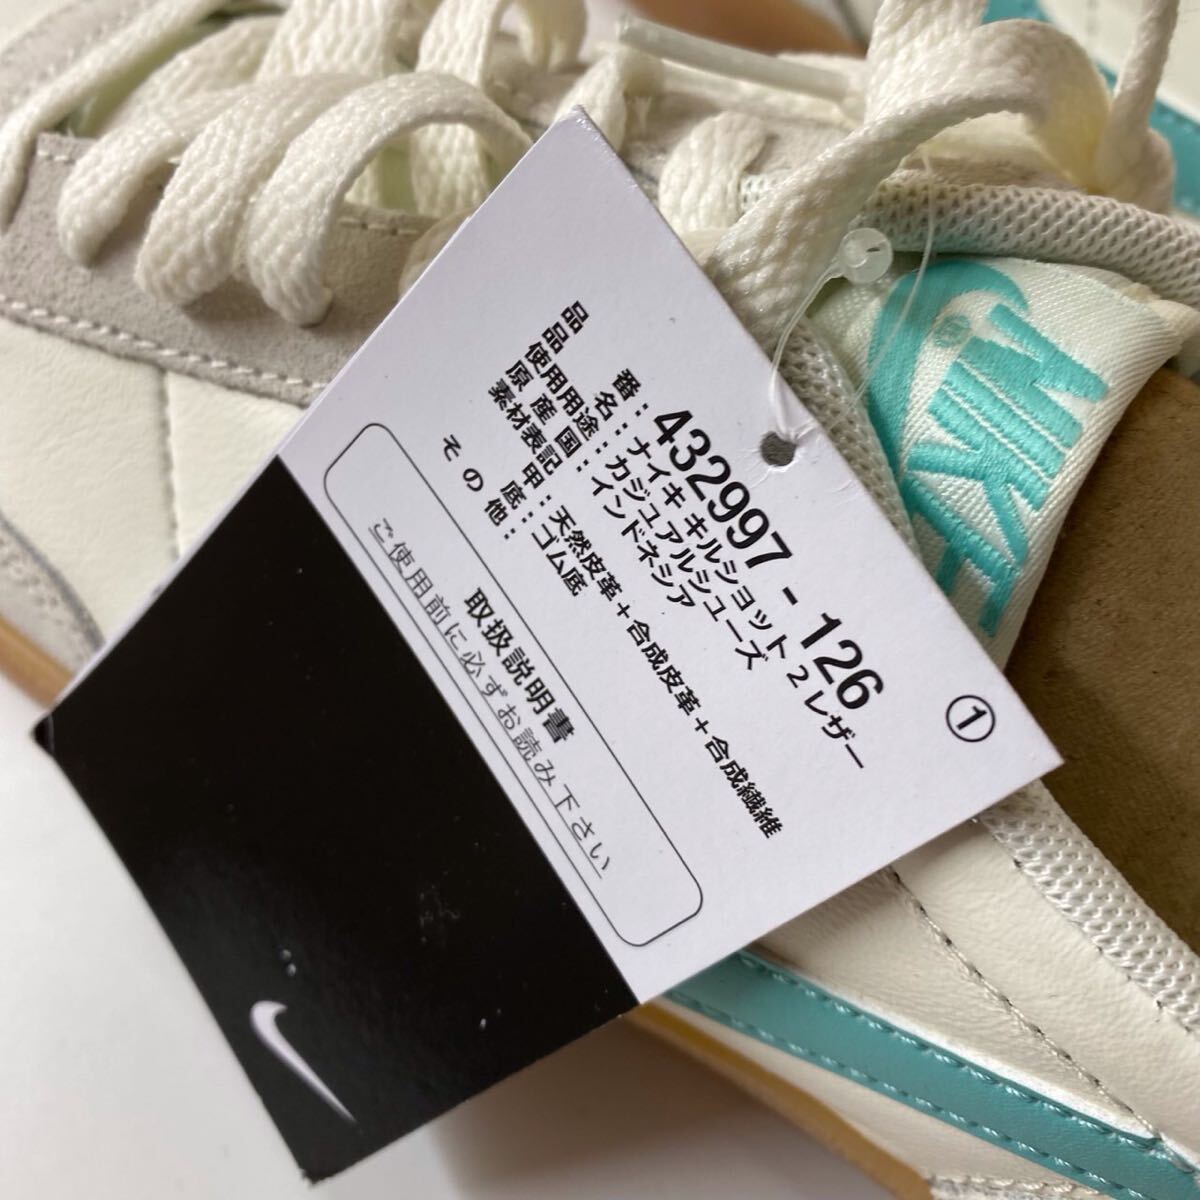 品番：432997-126
品名：ナイキ キルショット 2 レザー
使用用途：カジュアルシューズ
原産国：インドネシア
素材表記 甲：天然皮革＋合成皮革＋合成繊維
底：ゴム底
その他：
①
取扱説明書
ご使用前に必ずお読み下さい
NIKE